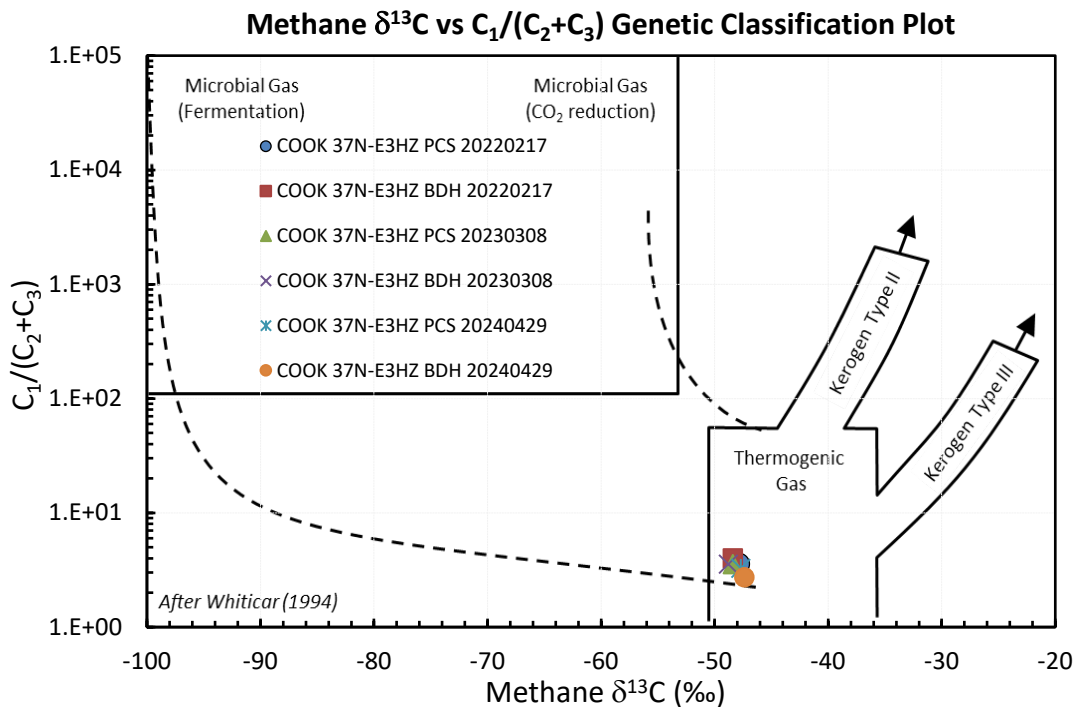 Methane δ¹³C vs C₁/(C₂+C₃) Genetic Classification Plot
C₁/(C₂+C₃)
1.E+05
1.E+04
1.E+03
1.E+02
1.E+01
1.E+00
Microbial Gas
(Fermentation)
Microbial Gas
(CO₂ reduction)
COOK 37N-E3HZ PCS 20220217
COOK 37N-E3HZ BDH 20220217
COOK 37N-E3HZ PCS 20230308
COOK 37N-E3HZ BDH 20230308
COOK 37N-E3HZ PCS 20240429
COOK 37N-E3HZ BDH 20240429
Kerogen Type II
Kerogen Type III
Thermogenic
Gas
After Whiticar (1994)
-100 -90 -80 -70 -60 -50 -40 -30 -20
Methane δ¹³C (‰)